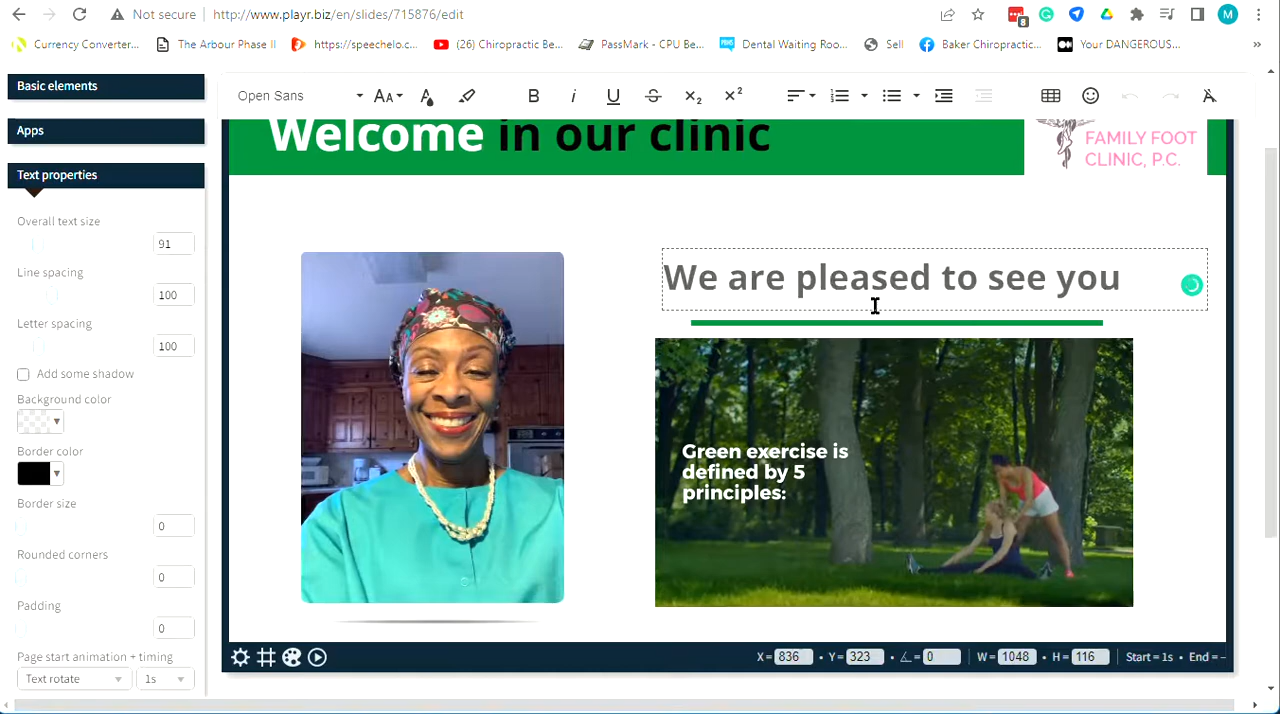 Not secure http://www.playr.biz/en/slides/715876/edit 8 M
Currency Converter... The Arbour Phase II https://speechelo.c... (26) Chiropractic Be... PassMark - CPU Be... Dental Waiting Roo... Sell Baker Chiropractic... Your DANGEROUS... »
Basic elements
Apps
Text properties
Overall text size
91
Line spacing
100
Letter spacing
100
Add some shadow
Background color
Border color
Border size
0
Rounded corners
0
Padding
0
Page start animation + timing
Text rotate 1s
Open Sans AA B i U S X2 X2
Welcome in our clinic
FAMILY FOOT
CLINIC, P.C.
We are pleased to see you
Green exercise is
defined by 5
principles:
X = 836 • Y = 323 • ∠ = 0 W = 1048 • H = 116 Start = 1s • End = –